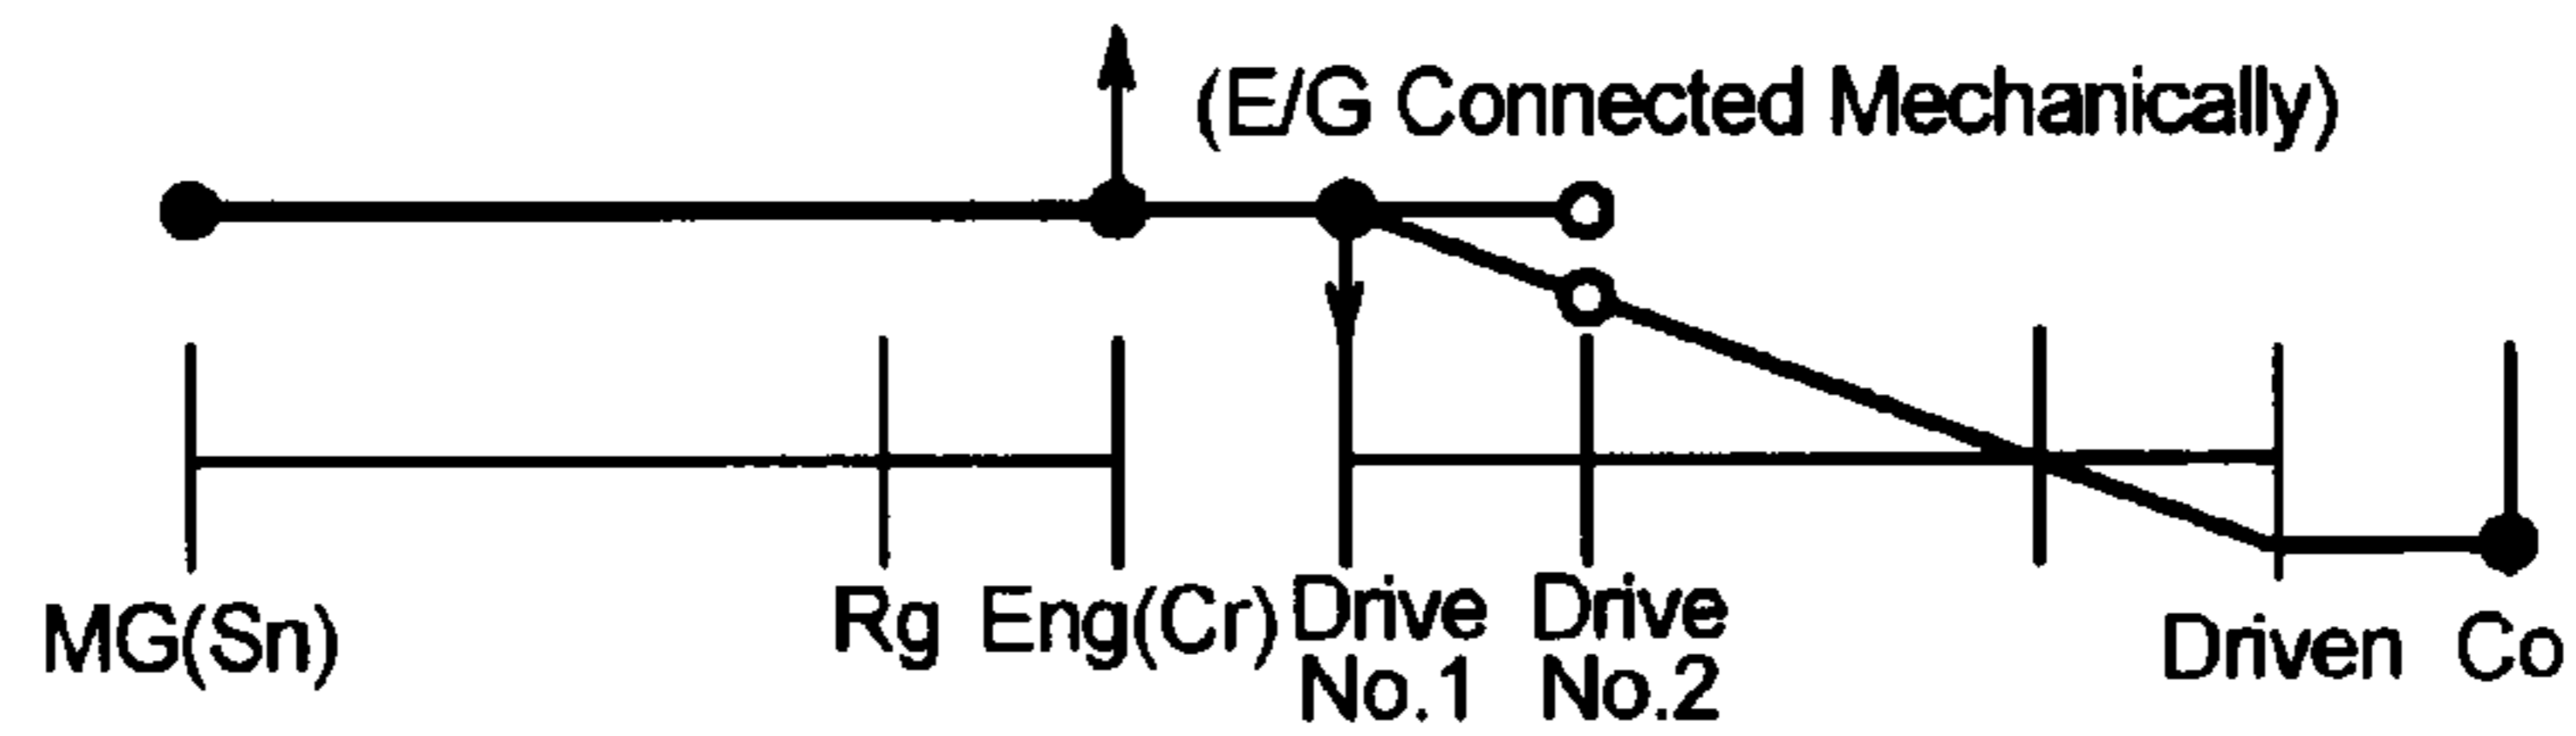 (E/G Connected Mechanically)
MG(Sn)
Rg
Eng(Cr)
Drive
No.1
Drive
No.2
Driven
Co